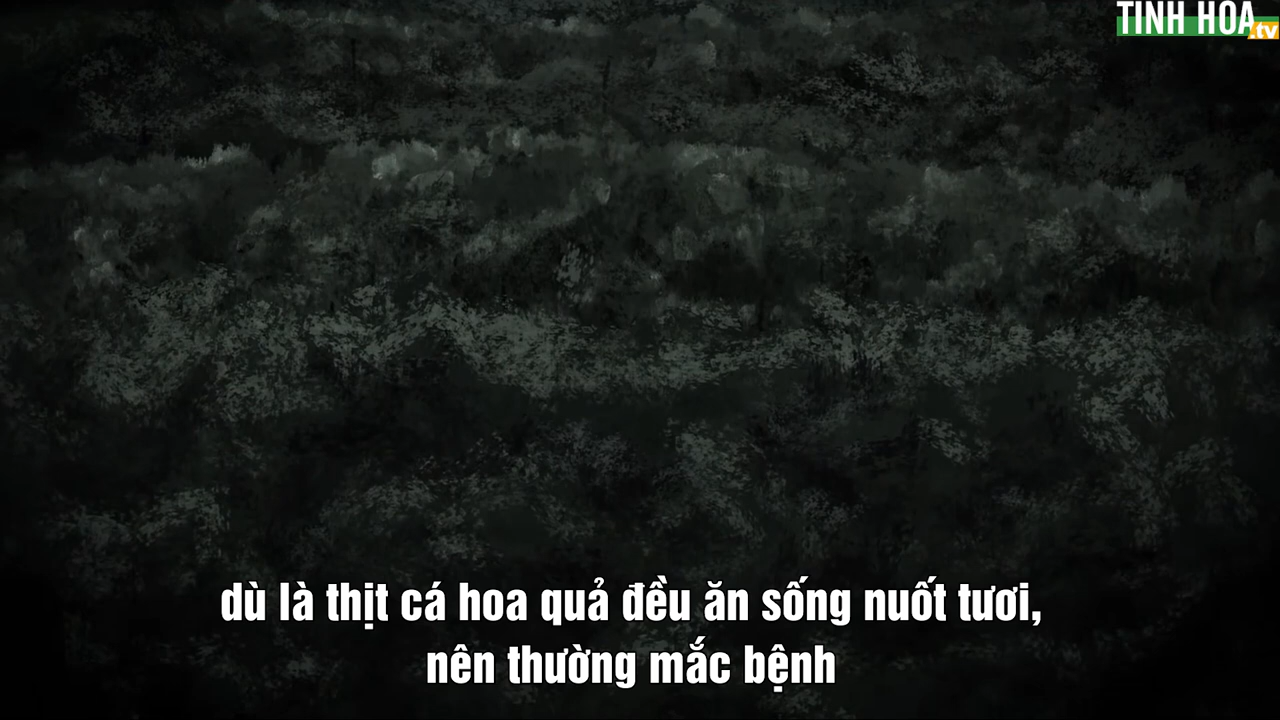 TINH HOA
.tv
dù là thịt cá hoa quả đều ăn sống nuốt tươi,
nên thường mắc bệnh